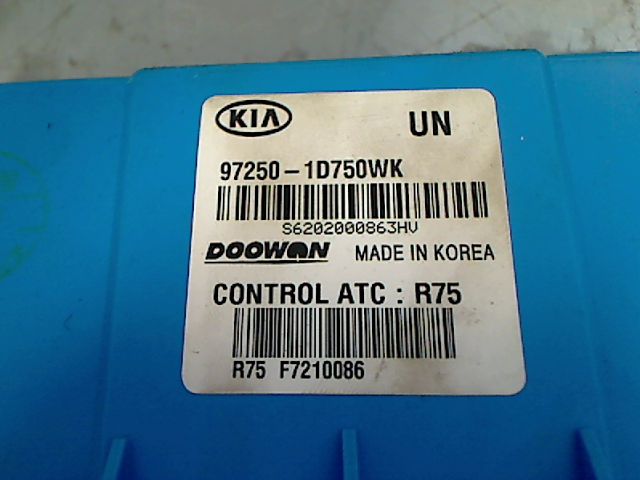 KIA UN
97250-1D750WK
S6202000863HV
DOOWON MADE IN KOREA
CONTROL ATC : R75
R75 F7210086